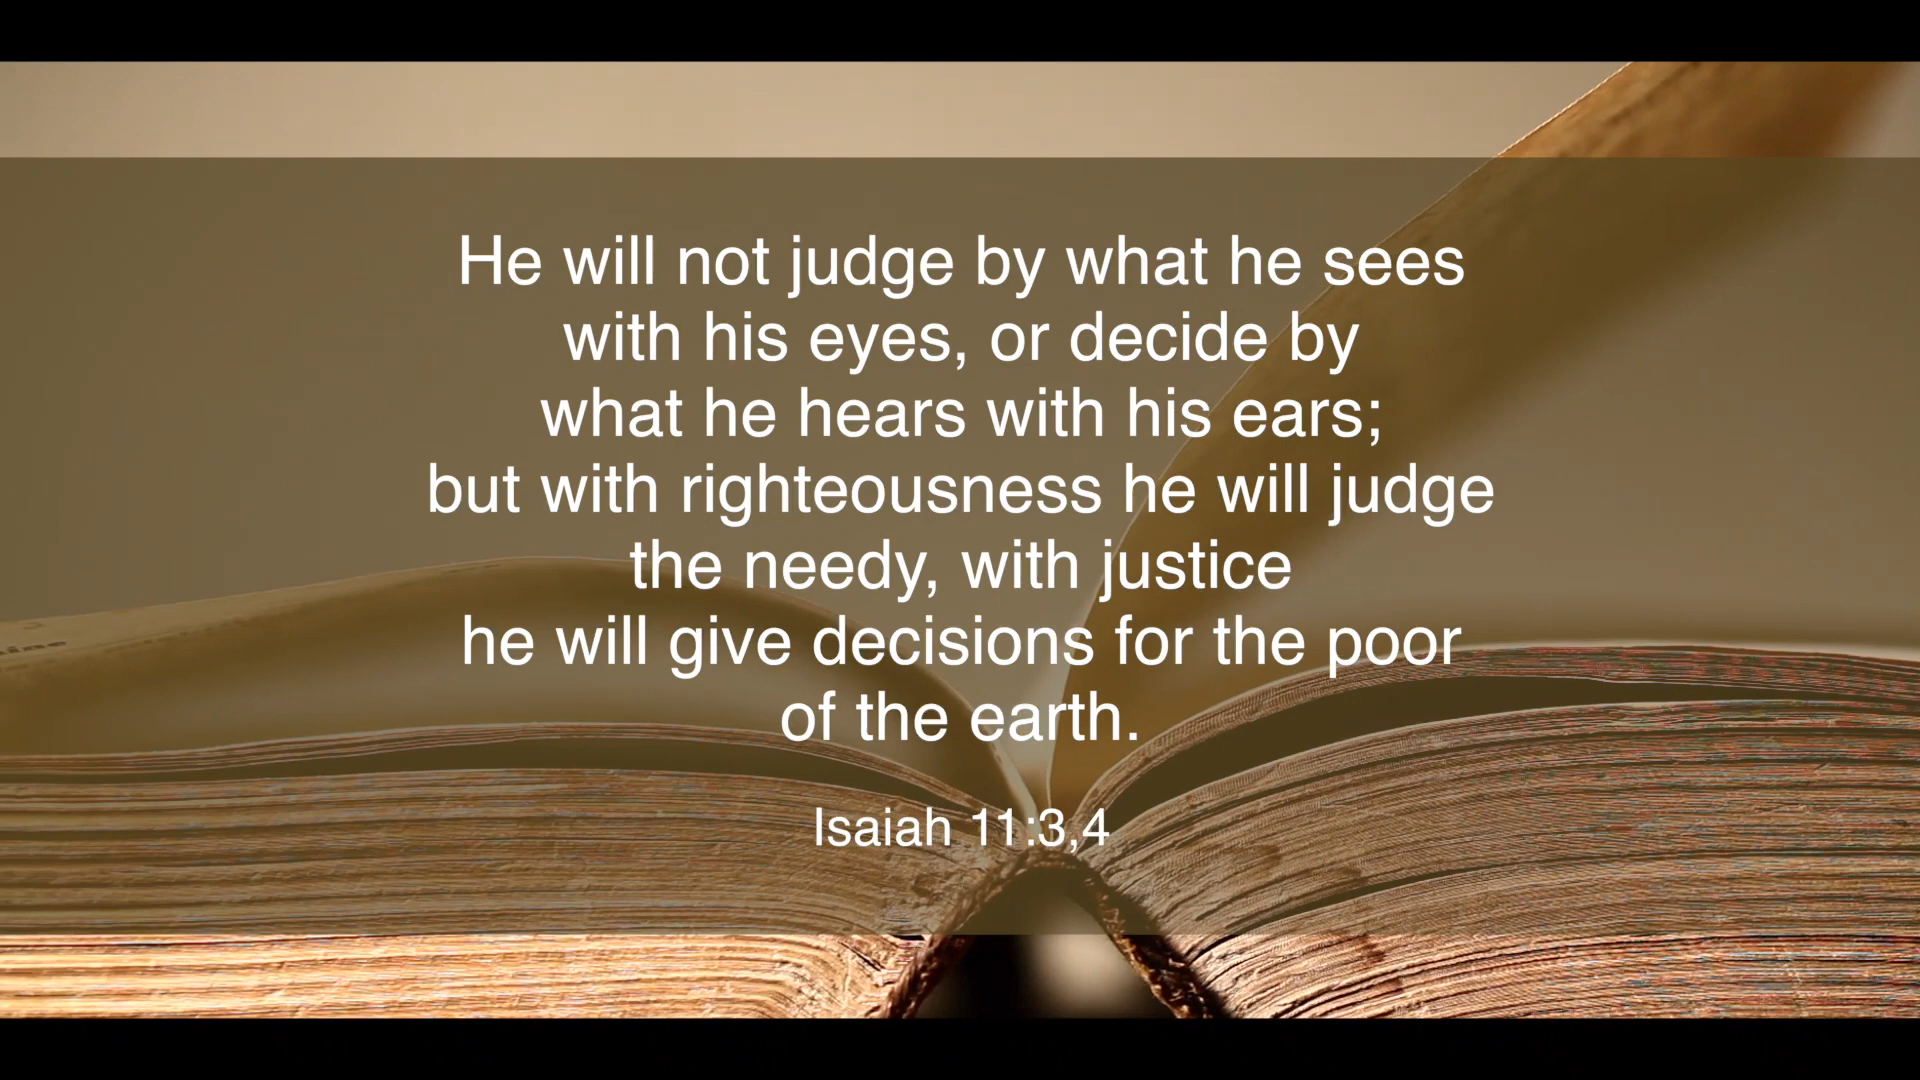 He will not judge by what he sees
with his eyes, or decide by
what he hears with his ears;
but with righteousness he will judge
the needy, with justice
he will give decisions for the poor
of the earth.
Isaiah 11:3,4